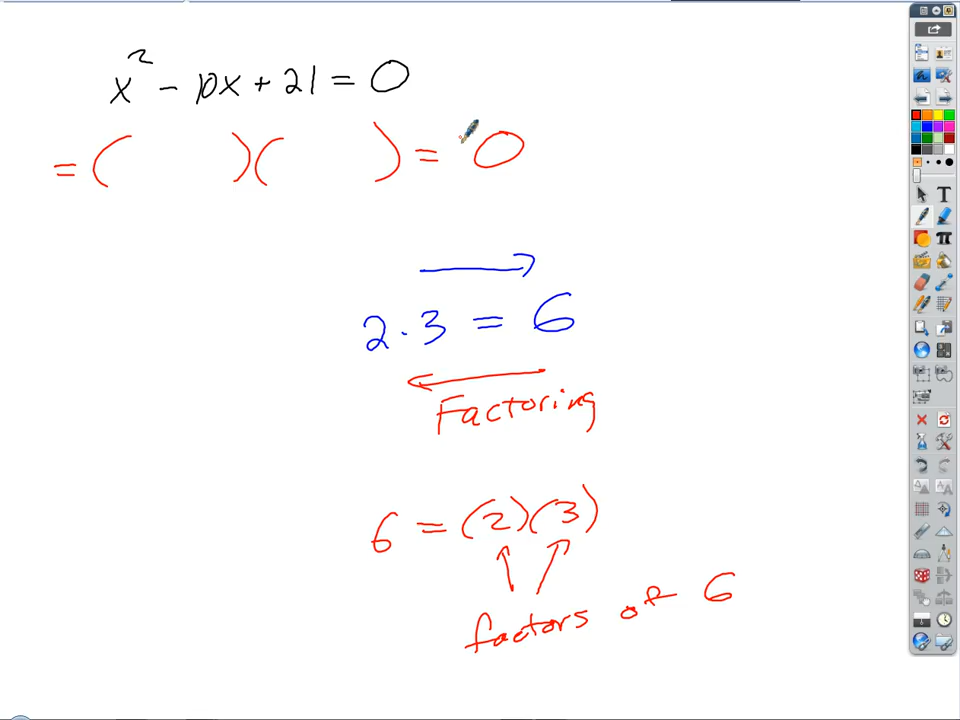 x² - 10x + 21 = 0
= (    )(    ) = 0
2 · 3 = 6
Factoring
6 = (2)(3)
factors of 6
T
π